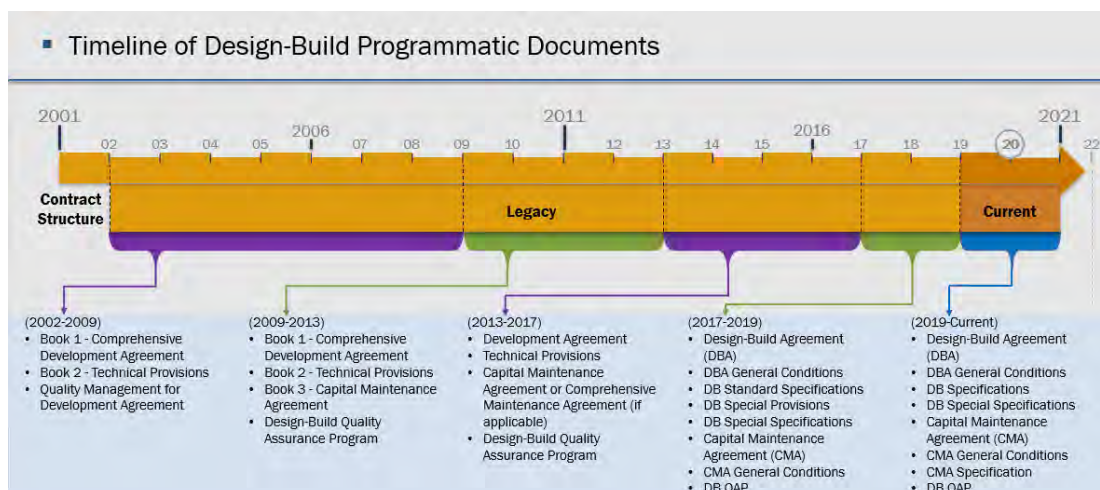 ▪ Timeline of Design-Build Programmatic Documents
2001 2006 2011 2016 2021
02 03 04 05 07 08 09 10 12 13 14 15 17 18 19 20 22
Contract
Structure
Legacy
Current
(2002-2009)
• Book 1 - Comprehensive
Development Agreement
• Book 2 - Technical Provisions
• Quality Management for
Development Agreement
(2009-2013)
• Book 1 - Comprehensive
Development Agreement
• Book 2 - Technical Provisions
• Book 3 - Capital Maintenance
Agreement
• Design-Build Quality
Assurance Program
(2013-2017)
• Development Agreement
• Technical Provisions
• Capital Maintenance
Agreement or Comprehensive
Maintenance Agreement (if
applicable)
• Design-Build Quality
Assurance Program
(2017-2019)
• Design-Build Agreement
(DBA)
• DBA General Conditions
• DB Standard Specifications
• DB Special Provisions
• DB Special Specifications
• Capital Maintenance
Agreement (CMA)
• CMA General Conditions
• DB QAP
(2019-Current)
• Design-Build Agreement
(DBA)
• DBA General Conditions
• DB Specifications
• DB Special Specifications
• Capital Maintenance
Agreement (CMA)
• CMA General Conditions
• CMA Specification
• DB QAP